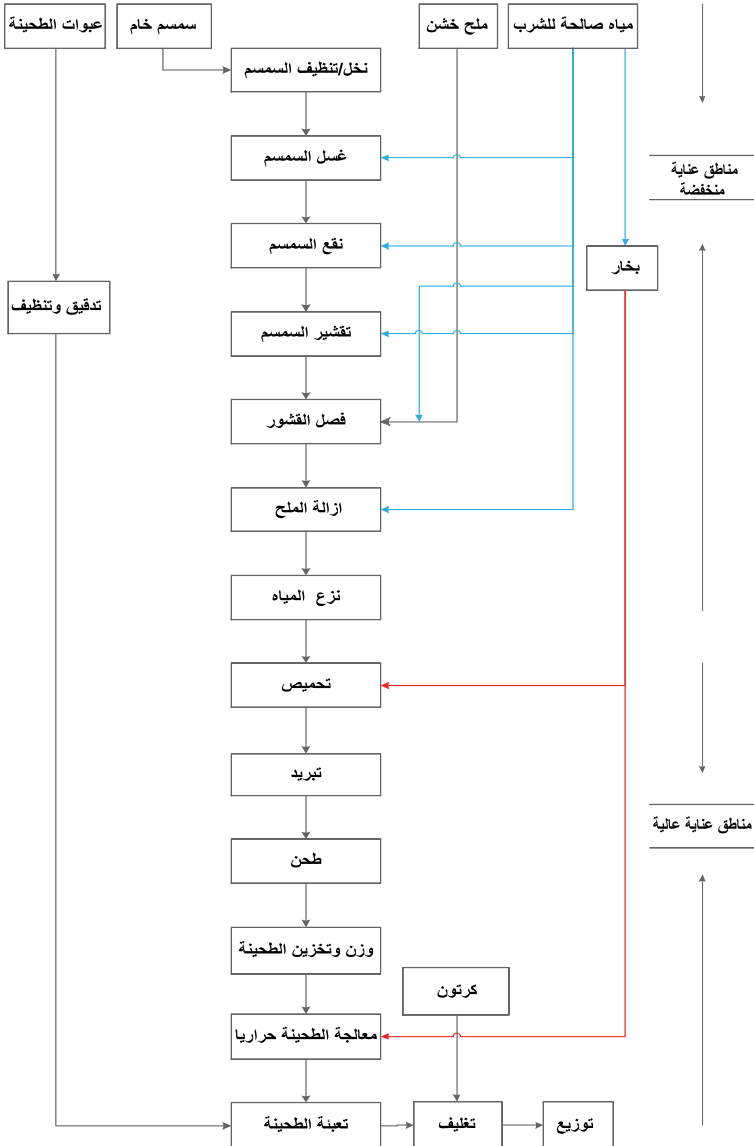 مياه صالحة للشرب
ملح خشن
سمسم خام
عبوات الطحينة
نخل/تنظيف السمسم
غسل السمسم
مناطق عناية
منخفضة
نقع السمسم
بخار
تدقيق وتنظيف
تقشير السمسم
فصل القشور
ازالة الملح
نزع المياه
تحميص
تبريد
مناطق عناية عالية
طحن
وزن وتخزين الطحينة
كرتون
معالجة الطحينة حراريا
تعبئة الطحينة
تغليف
توزيع